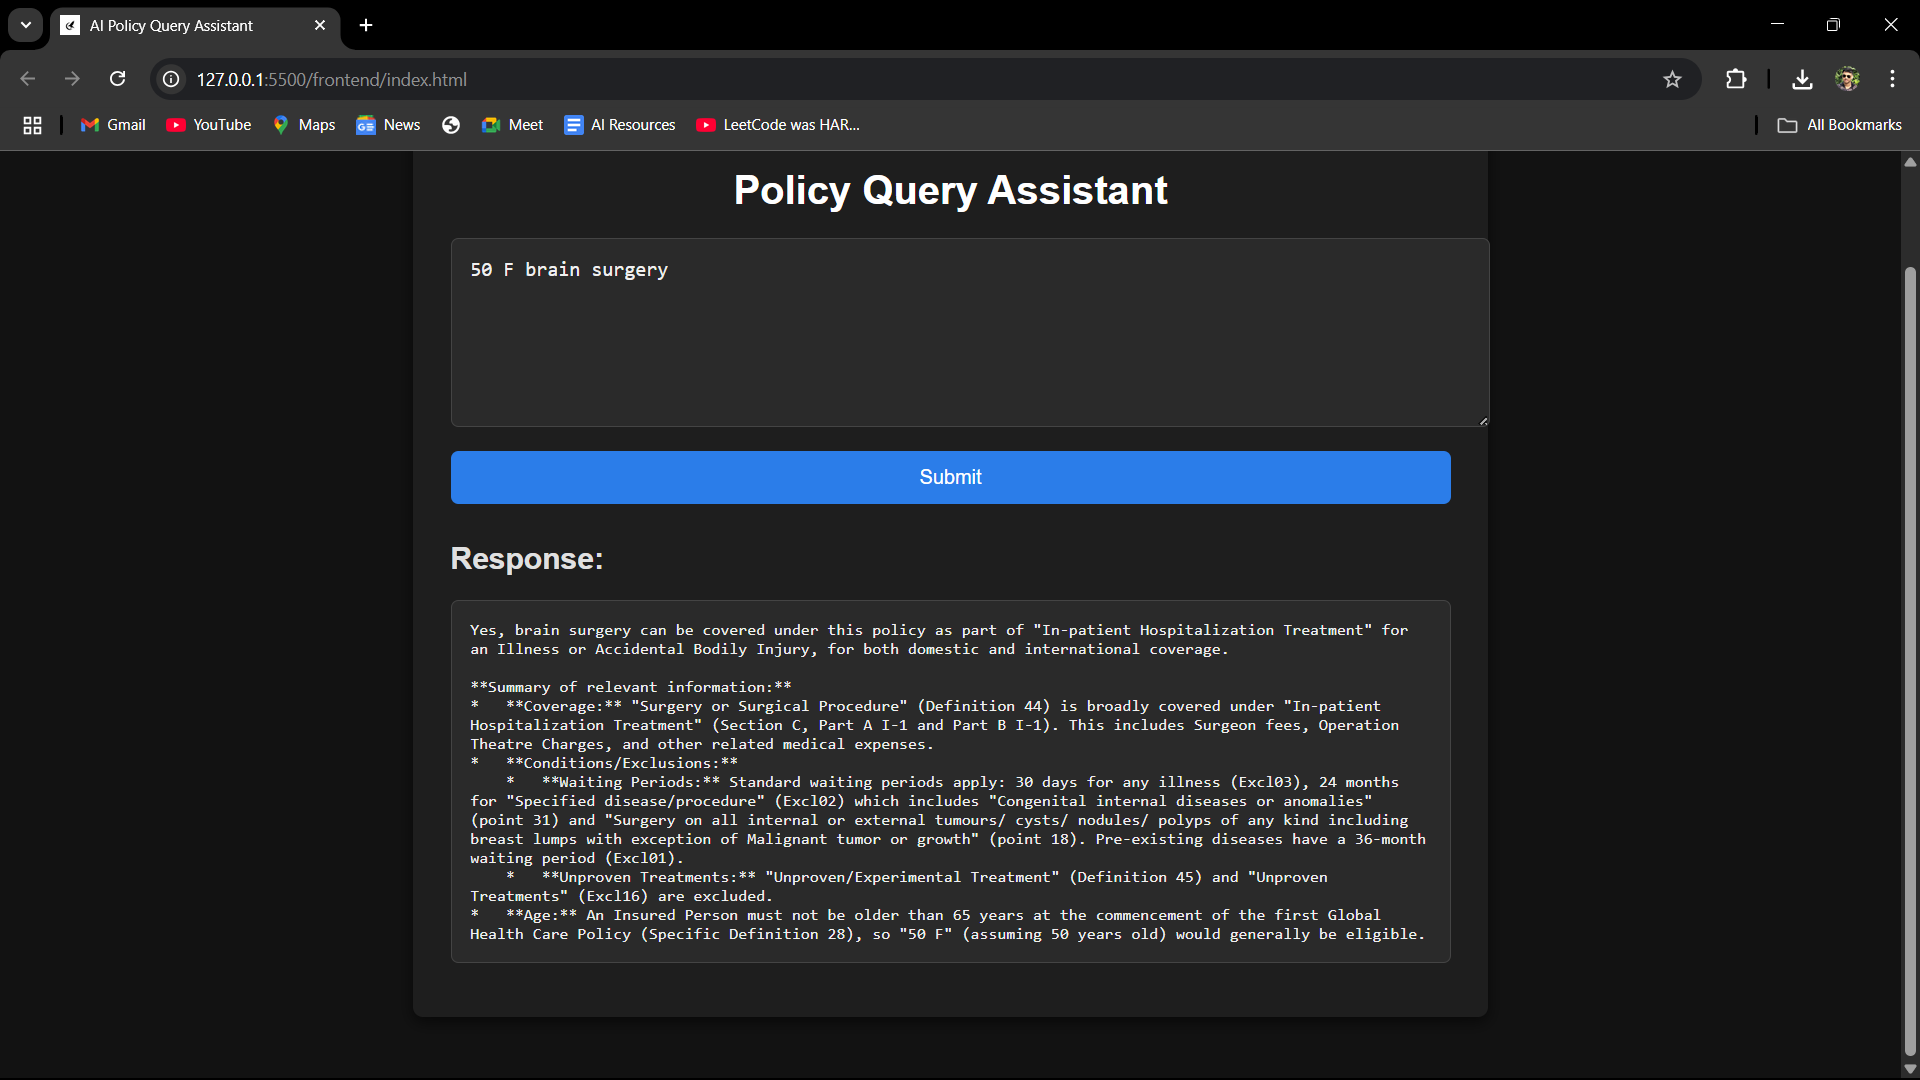 AI Policy Query Assistant
127.0.0.1:5500/frontend/index.html
Gmail YouTube Maps News Meet AI Resources LeetCode was HAR... All Bookmarks
Policy Query Assistant
50 F brain surgery
Submit
Response:
Yes, brain surgery can be covered under this policy as part of "In-patient Hospitalization Treatment" for
an Illness or Accidental Bodily Injury, for both domestic and international coverage.
**Summary of relevant information:**
*   **Coverage:** "Surgery or Surgical Procedure" (Definition 44) is broadly covered under "In-patient
Hospitalization Treatment" (Section C, Part A I-1 and Part B I-1). This includes Surgeon fees, Operation
Theatre Charges, and other related medical expenses.
*   **Conditions/Exclusions:**
    *   **Waiting Periods:** Standard waiting periods apply: 30 days for any illness (Excl03), 24 months
for "Specified disease/procedure" (Excl02) which includes "Congenital internal diseases or anomalies"
(point 31) and "Surgery on all internal or external tumours/ cysts/ nodules/ polyps of any kind including
breast lumps with exception of Malignant tumor or growth" (point 18). Pre-existing diseases have a 36-month
waiting period (Excl01).
    *   **Unproven Treatments:** "Unproven/Experimental Treatment" (Definition 45) and "Unproven
Treatments" (Excl16) are excluded.
*   **Age:** An Insured Person must not be older than 65 years at the commencement of the first Global
Health Care Policy (Specific Definition 28), so "50 F" (assuming 50 years old) would generally be eligible.